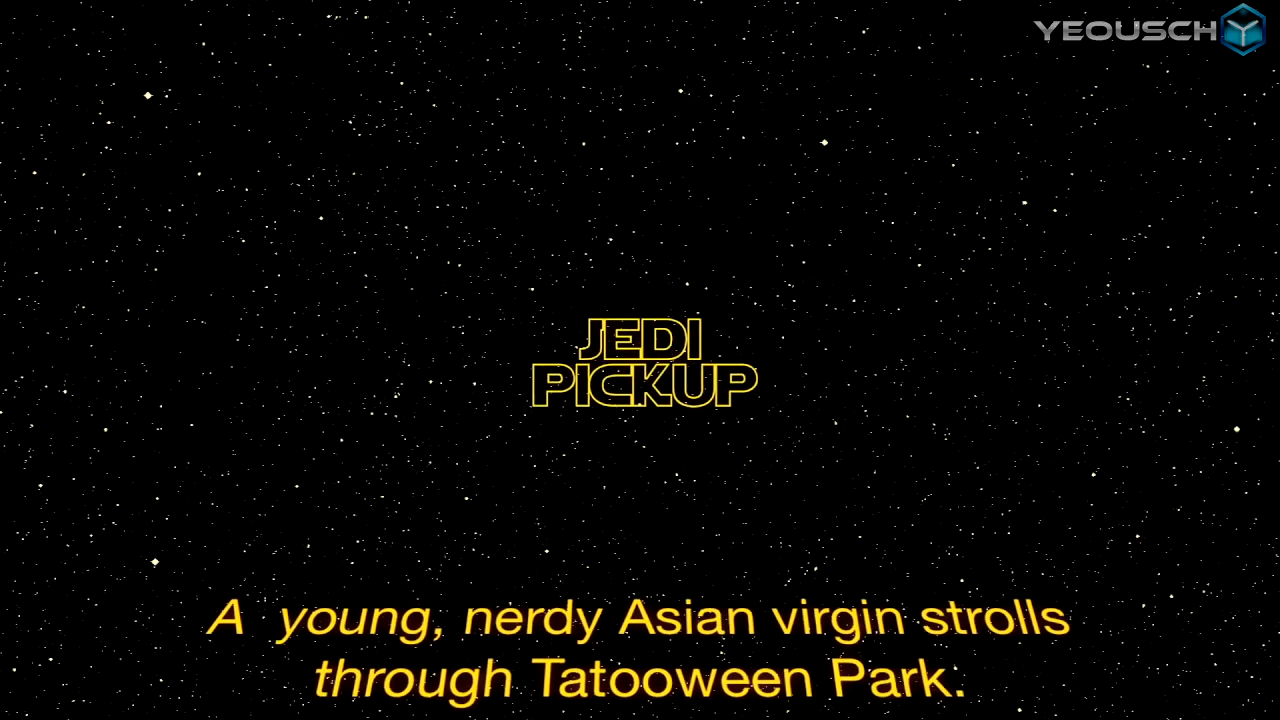 YEOUSCH
JEDI
PICKUP
A young, nerdy Asian virgin strolls
through Tatooween Park.